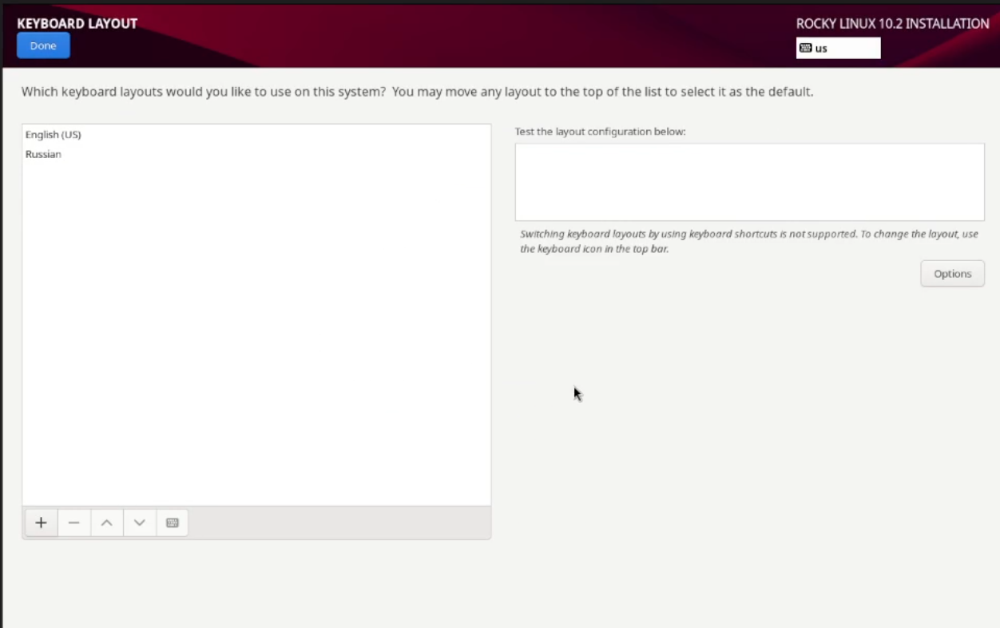 KEYBOARD LAYOUT
ROCKY LINUX 10.2 INSTALLATION
Done
us
Which keyboard layouts would you like to use on this system? You may move any layout to the top of the list to select it as the default.
English (US)
Russian
Test the layout configuration below:
Switching keyboard layouts by using keyboard shortcuts is not supported. To change the layout, use
the keyboard icon in the top bar.
Options